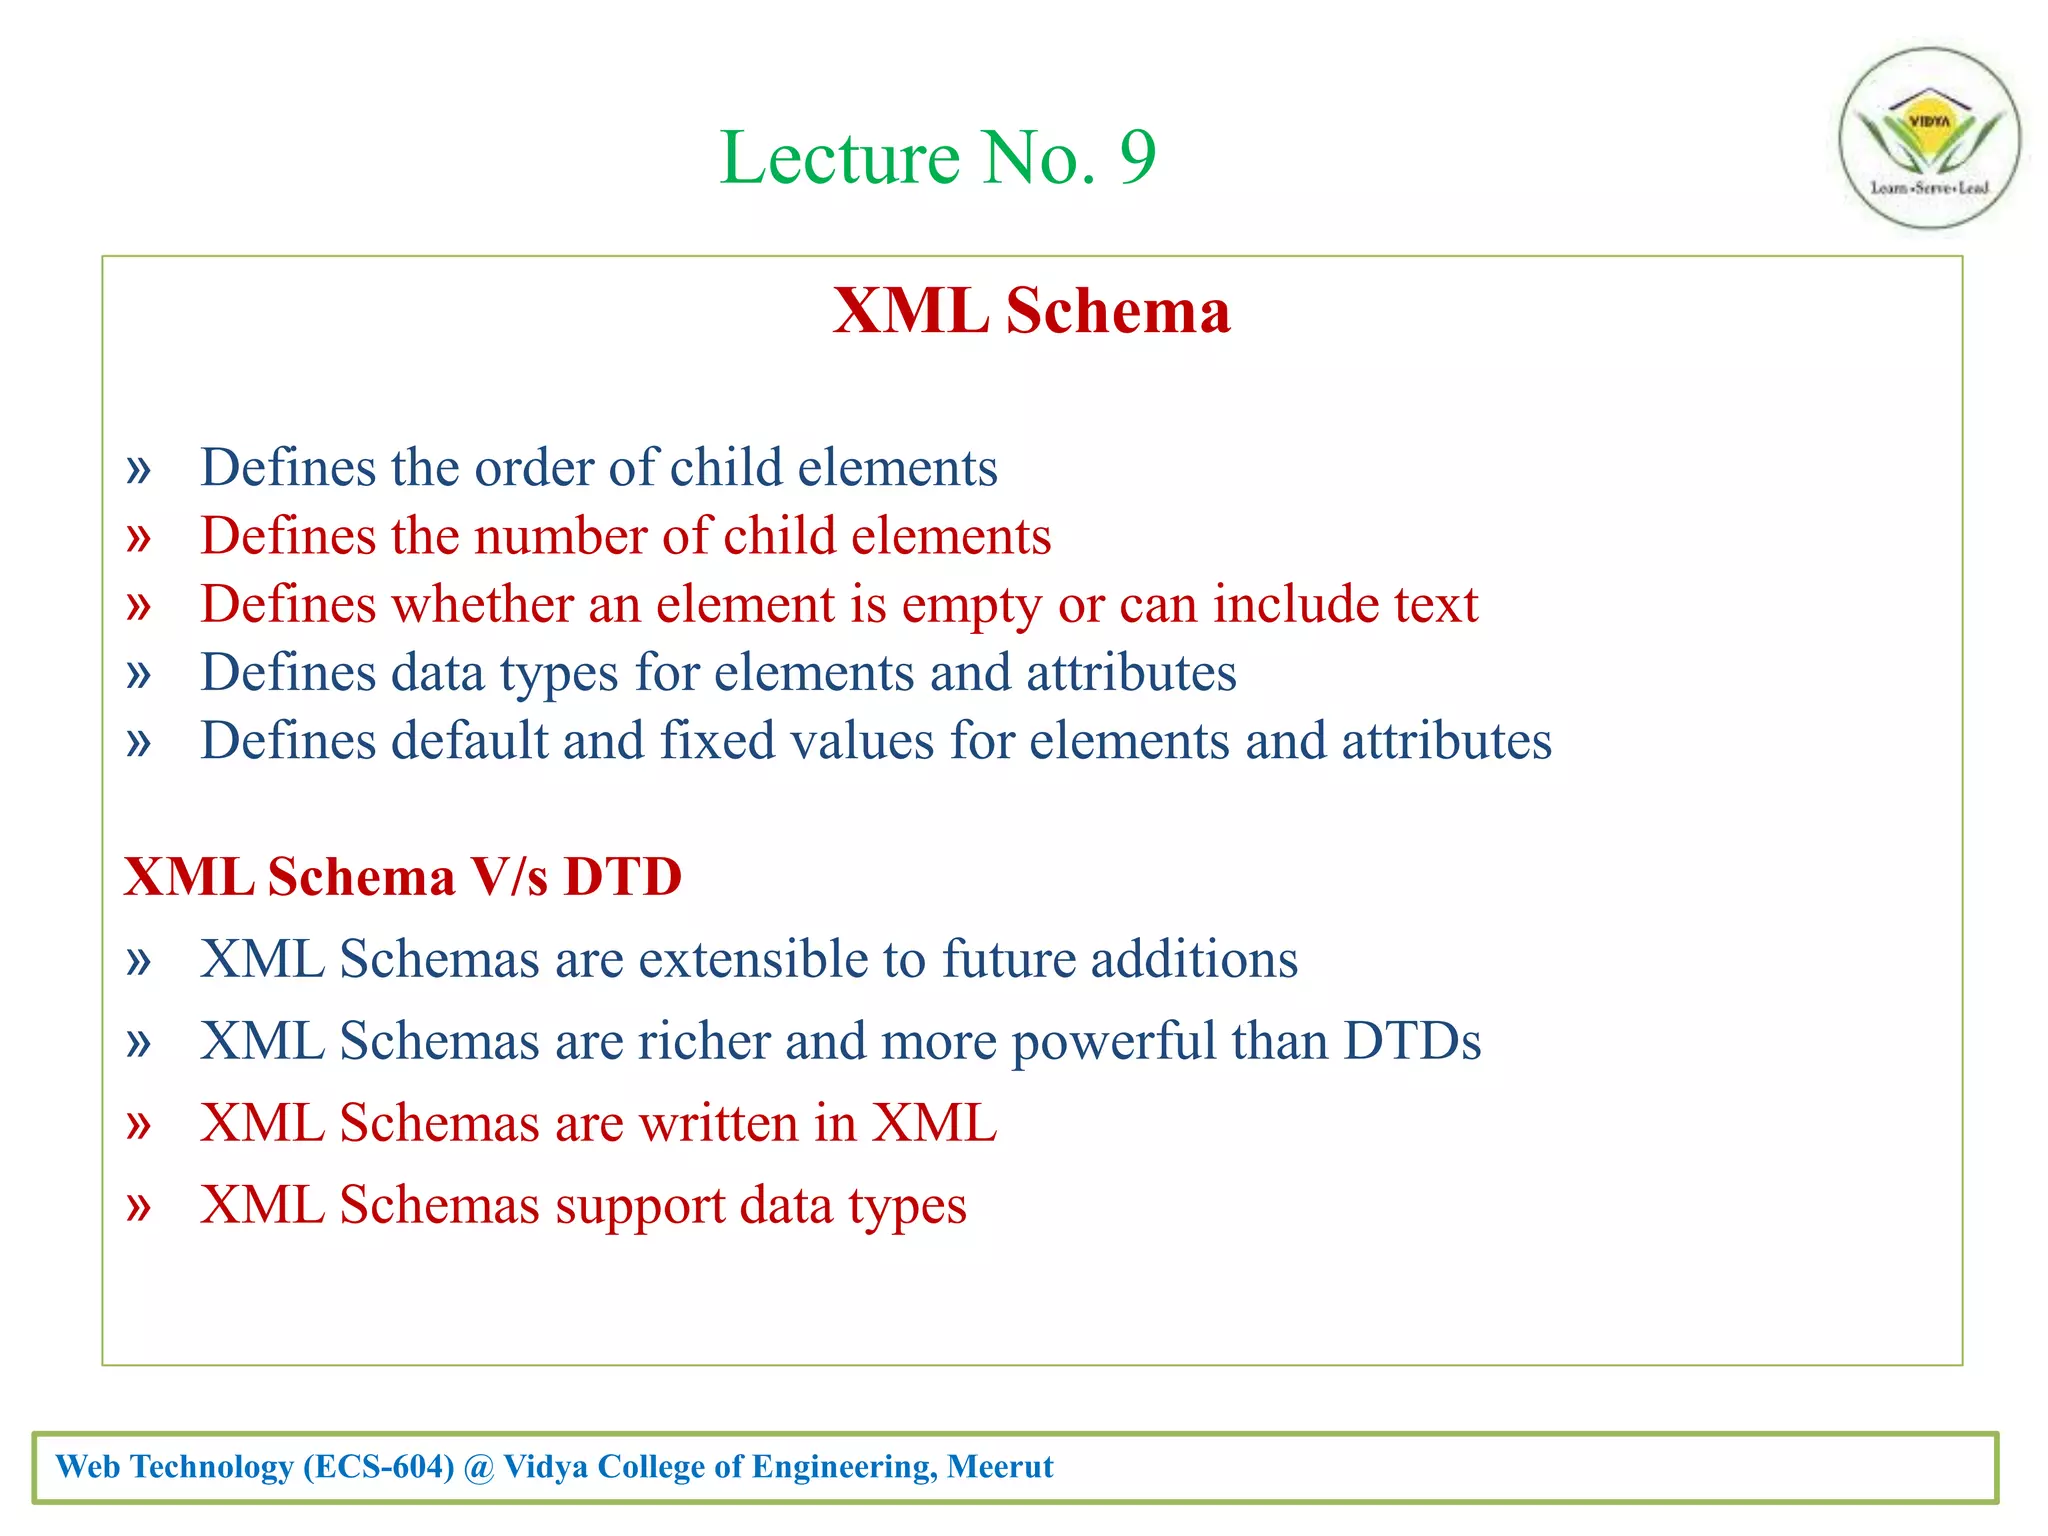 Lecture No. 9
VIDYA
Learn•Serve•Lead
XML Schema
» Defines the order of child elements
» Defines the number of child elements
» Defines whether an element is empty or can include text
» Defines data types for elements and attributes
» Defines default and fixed values for elements and attributes
XML Schema V/s DTD
» XML Schemas are extensible to future additions
» XML Schemas are richer and more powerful than DTDs
» XML Schemas are written in XML
» XML Schemas support data types
Web Technology (ECS-604) @ Vidya College of Engineering, Meerut